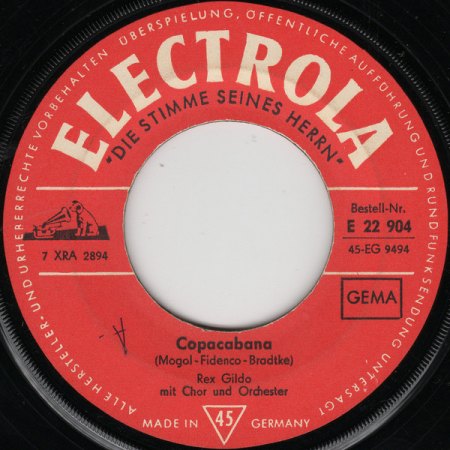 ALLE HERSTELLER- UND URHEBERRECHTE VORBEHALTEN ÜBERSPIELUNG, ÖFFENTLICHE AUFFÜHRUNG UND RUNDFUNKSENDUNG UNTERSAGT
ELECTROLA
"DIE STIMME SEINES HERRN"
7 XRA 2894
Bestell-Nr.
E 22 904
45-EG 9494
GEMA
A.
Copacabana
(Mogol-Fidenco-Bradtke)
Rex Gildo
mit Chor und Orchester
MADE IN 45 GERMANY